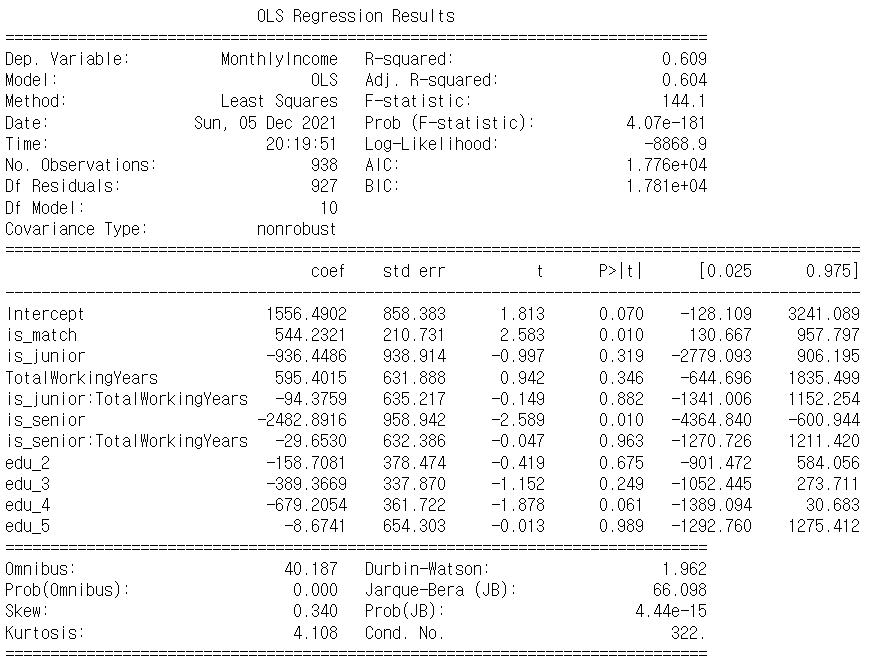 OLS Regression Results
==============================================================================
Dep. Variable:          MonthlyIncome   R-squared:                       0.609
Model:                            OLS   Adj. R-squared:                  0.604
Method:                 Least Squares   F-statistic:                     144.1
Date:                Sun, 05 Dec 2021   Prob (F-statistic):          4.07e-181
Time:                        20:19:51   Log-Likelihood:                -8868.9
No. Observations:                 938   AIC:                         1.776e+04
Df Residuals:                     927   BIC:                         1.781e+04
Df Model:                          10
Covariance Type:            nonrobust
===============================================================================================
                                  coef    std err          t      P>|t|      [0.025      0.975]
-----------------------------------------------------------------------------------------------
Intercept                    1556.4902    858.383      1.813      0.070    -128.109    3241.089
is_match                      544.2321    210.731      2.583      0.010     130.667     957.797
is_junior                    -936.4486    938.914     -0.997      0.319   -2779.093     906.195
TotalWorkingYears             595.4015    631.888      0.942      0.346    -644.696    1835.499
is_junior:TotalWorkingYears   -94.3759    635.217     -0.149      0.882   -1341.006    1152.254
is_senior                   -2482.8916    958.942     -2.589      0.010   -4364.840    -600.944
is_senior:TotalWorkingYears   -29.6530    632.386     -0.047      0.963   -1270.726    1211.420
edu_2                        -158.7081    378.474     -0.419      0.675    -901.472     584.056
edu_3                        -389.3669    337.870     -1.152      0.249   -1052.445     273.711
edu_4                        -679.2054    361.722     -1.878      0.061   -1389.094      30.683
edu_5                          -8.6741    654.303     -0.013      0.989   -1292.760    1275.412
==============================================================================
Omnibus:                       40.187   Durbin-Watson:                   1.962
Prob(Omnibus):                  0.000   Jarque-Bera (JB):               66.098
Skew:                           0.340   Prob(JB):                     4.44e-15
Kurtosis:                       4.108   Cond. No.                         322.
==============================================================================